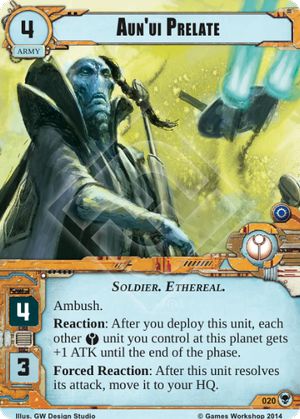 4
ARMY
AUN'UI PRELATE
SOLDIER. ETHEREAL.
4
3
Ambush.
Reaction: After you deploy this unit, each
other unit you control at this planet gets
+1 ATK until the end of the phase.
Forced Reaction: After this unit resolves
its attack, move it to your HQ.
020
Illus. GW Design Studio
© Games Workshop 2014